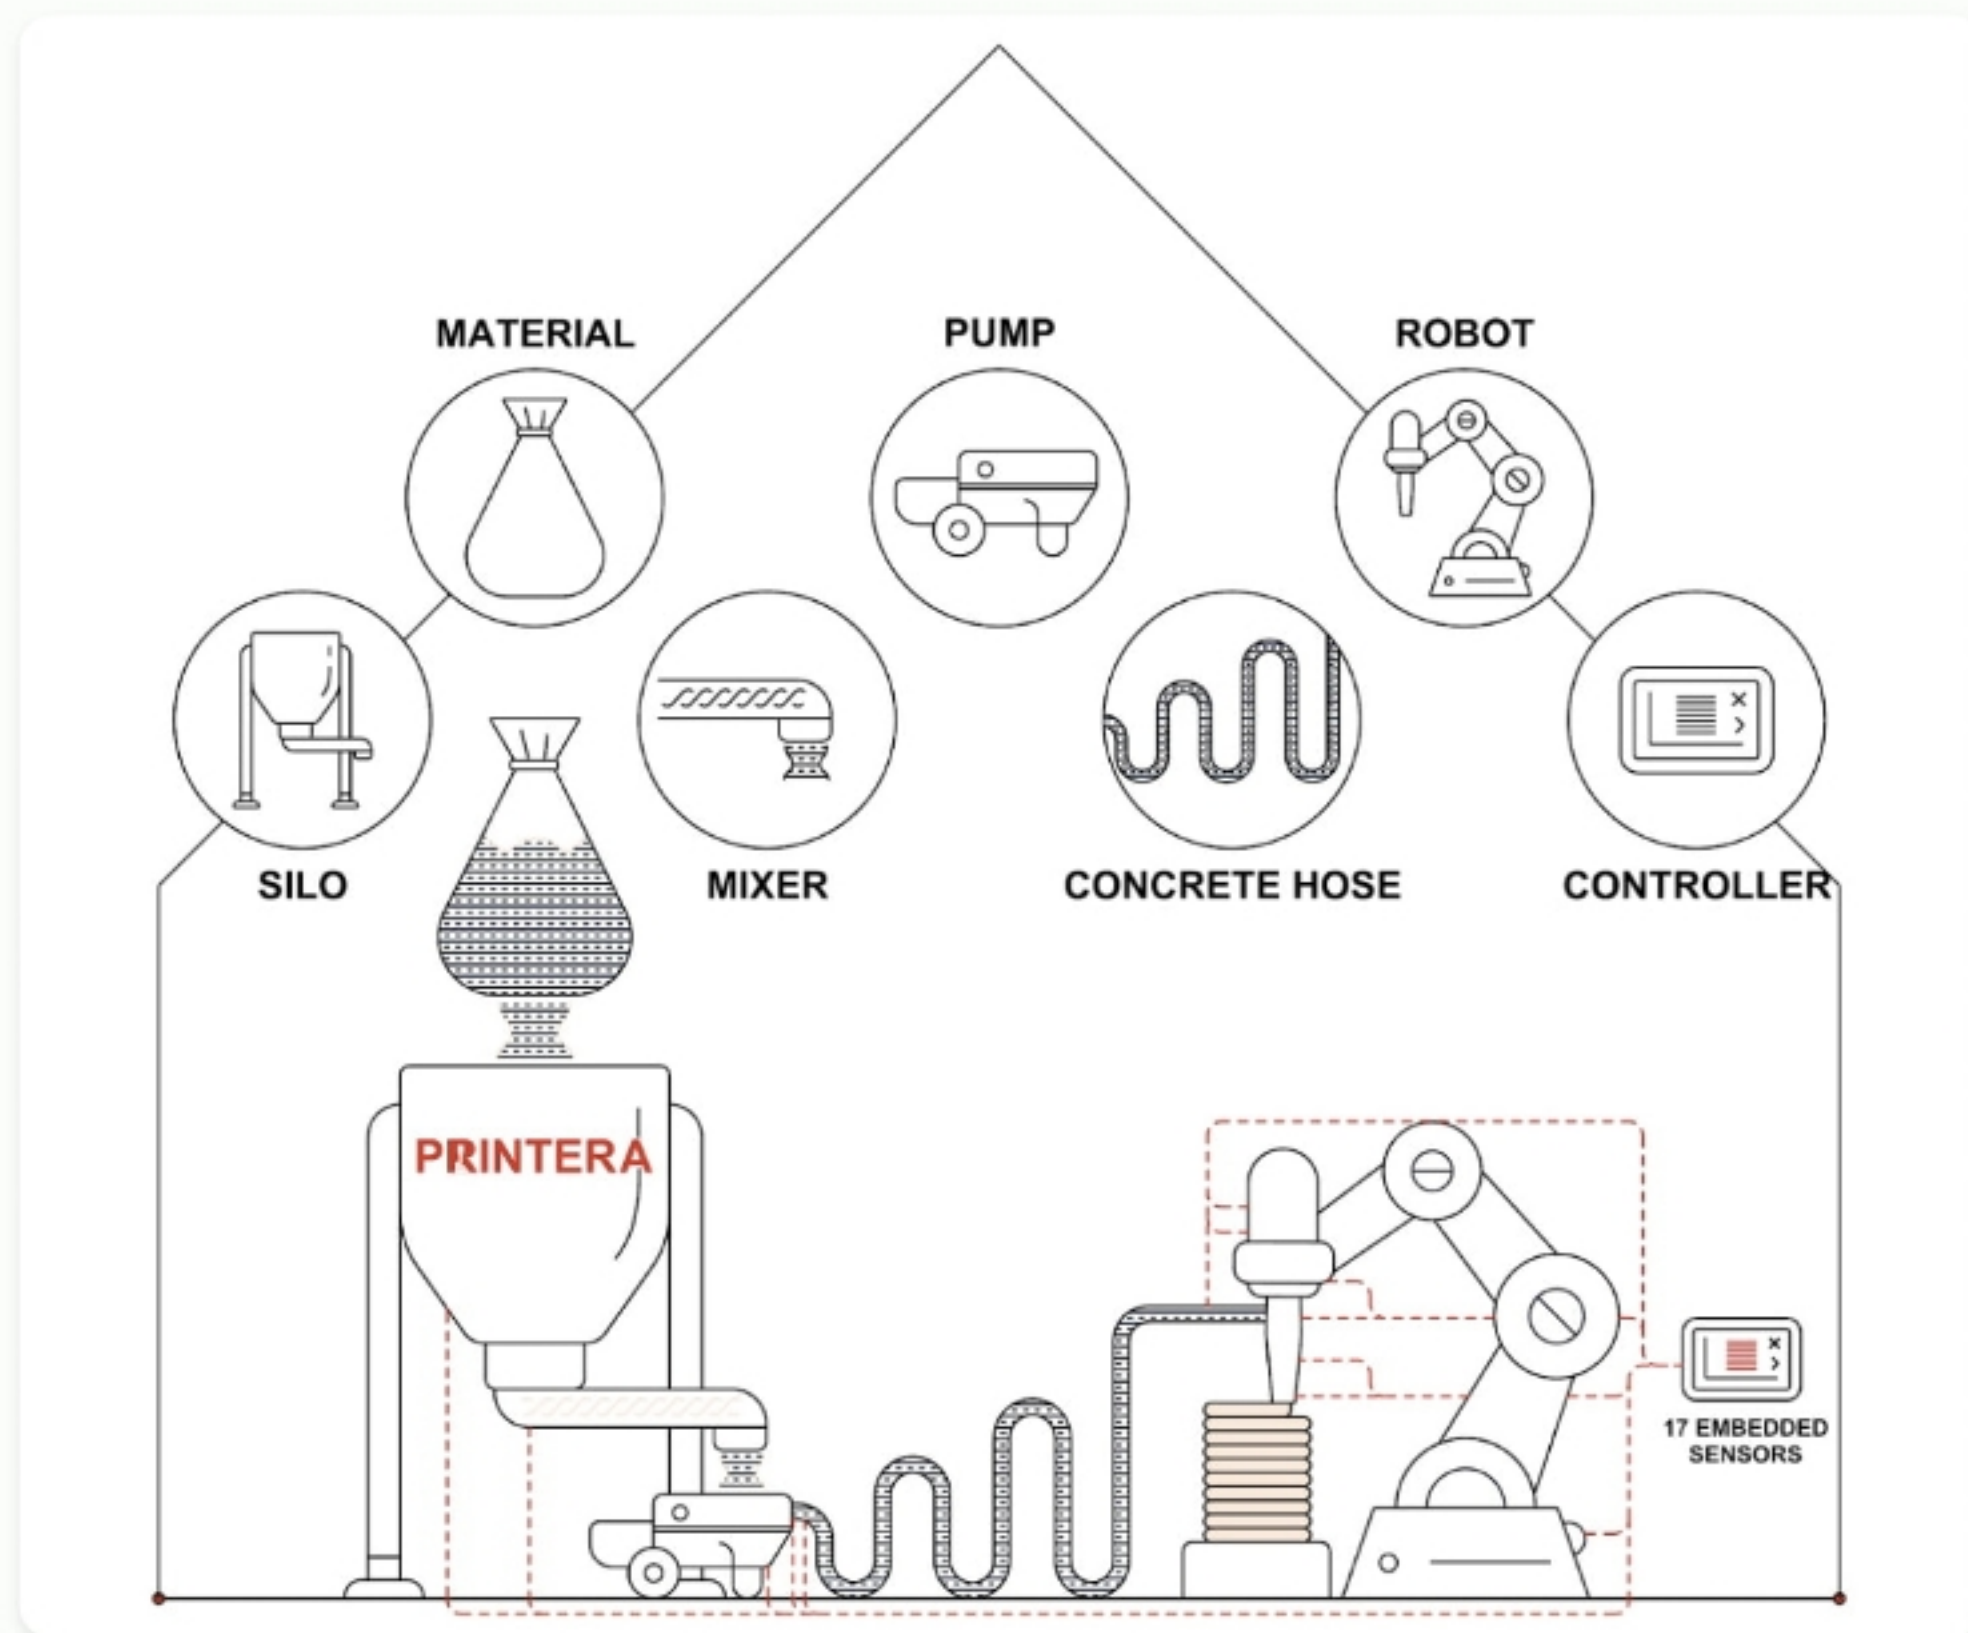 MATERIAL
PUMP
ROBOT
SILO
MIXER
CONCRETE HOSE
CONTROLLER
PRINTERA
17 EMBEDDED
SENSORS